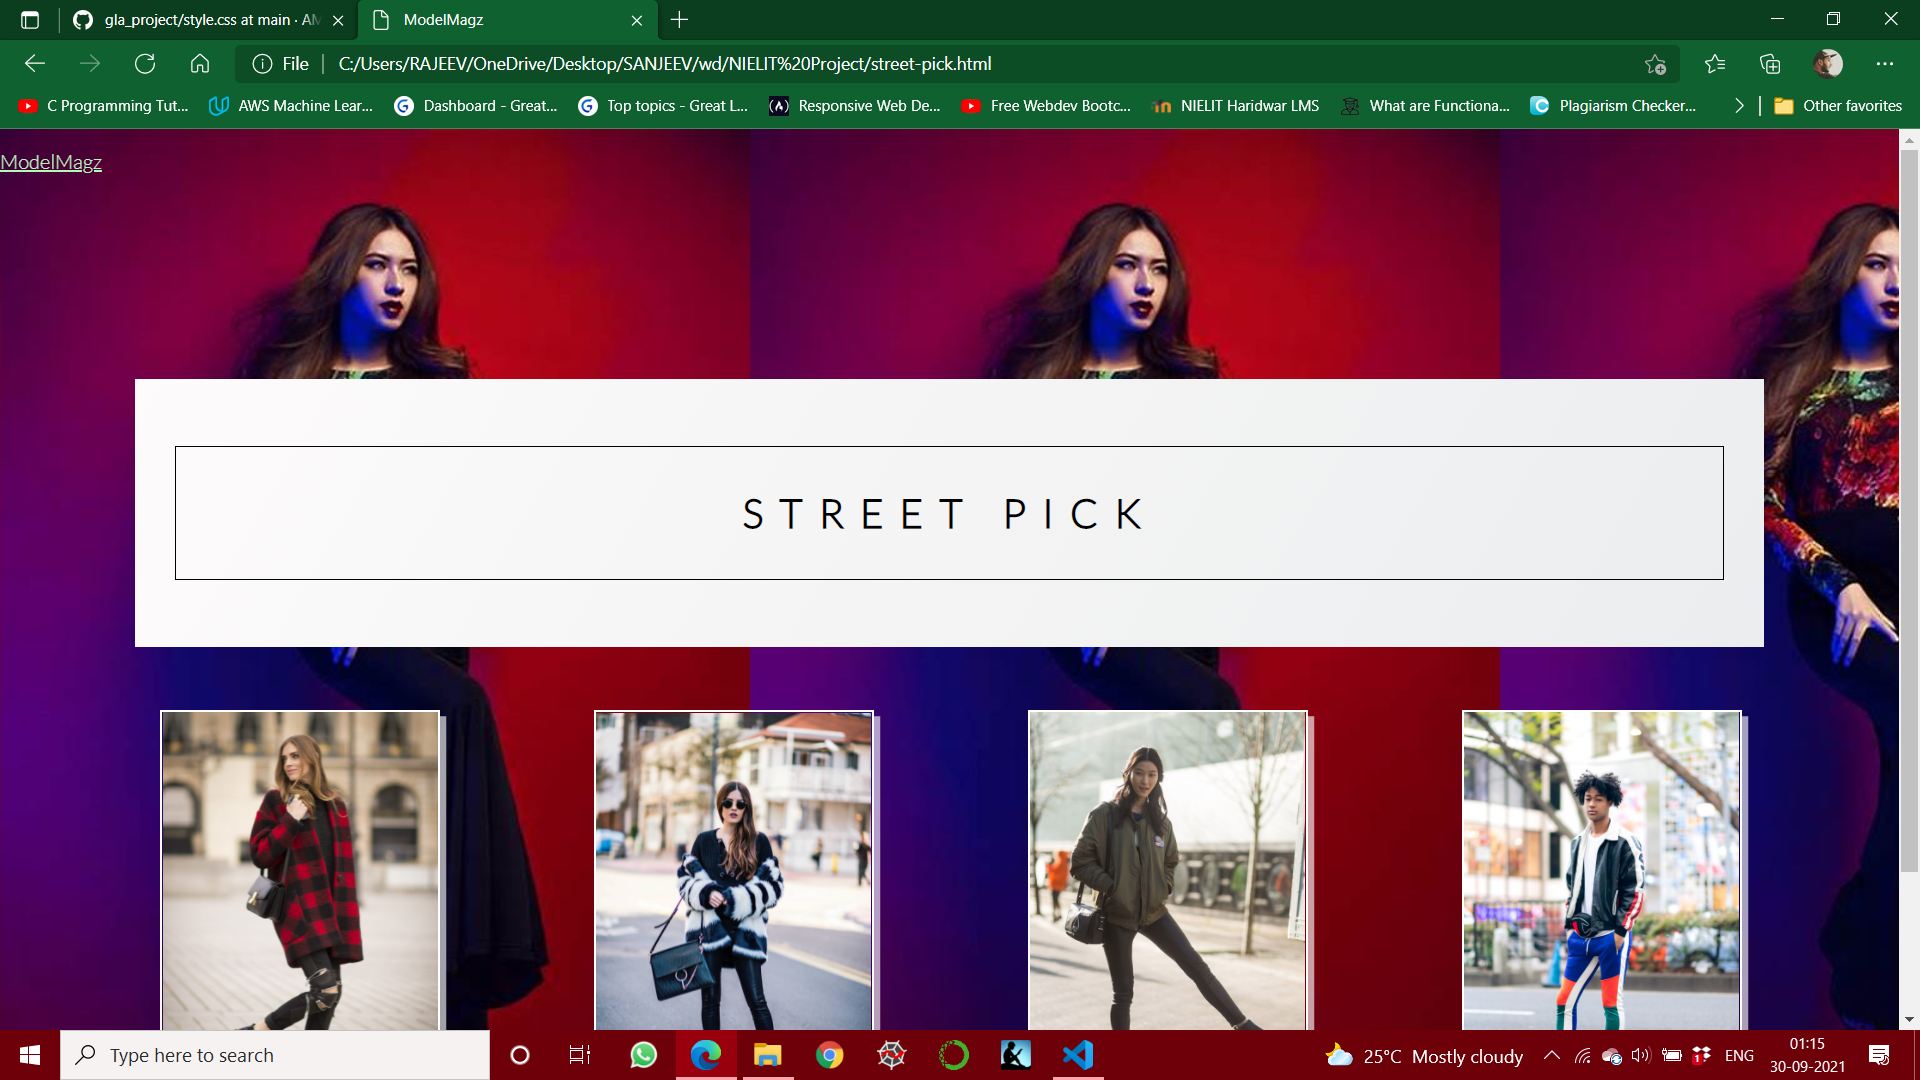 gla_project/style.css at main · AM
ModelMagz
File
C:/Users/RAJEEV/OneDrive/Desktop/SANJEEV/wd/NIELIT%20Project/street-pick.html
C Programming Tut...
AWS Machine Lear...
Dashboard - Great...
Top topics - Great L...
Responsive Web De...
Free Webdev Bootc...
NIELIT Haridwar LMS
What are Functiona...
Plagiarism Checker...
Other favorites
ModelMagz
STREET PICK
Type here to search
25°C Mostly cloudy
1
ENG
01:15
30-09-2021